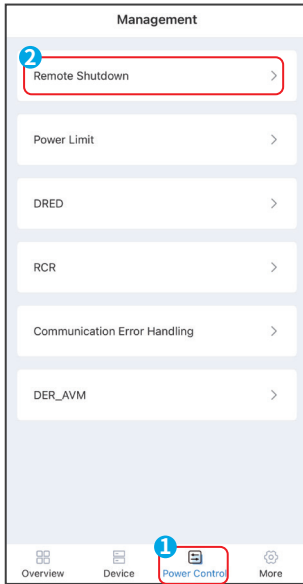 Management
2
Remote Shutdown
Power Limit
DRED
RCR
Communication Error Handling
DER_AVM
1
Overview
Device
Power Control
More